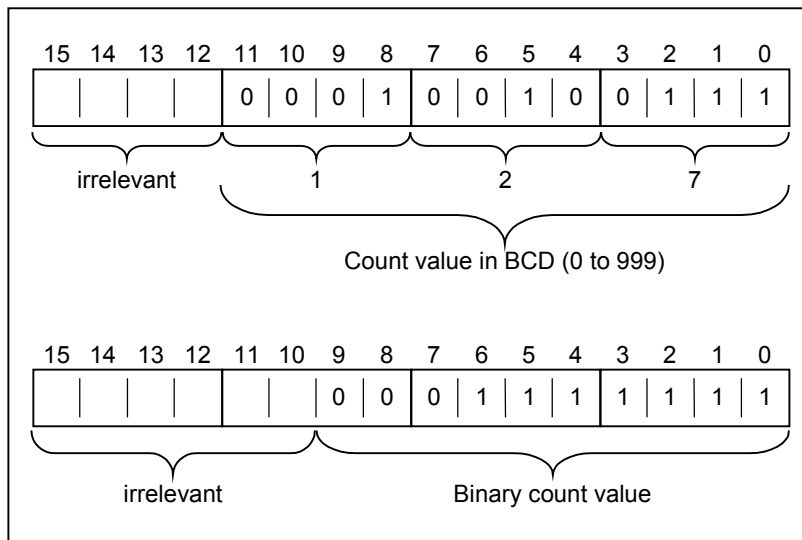 15 14 13 12 11 10 9 8 7 6 5 4 3 2 1 0
0 0 0 1 0 0 1 0 0 1 1 1
irrelevant 1 2 7
Count value in BCD (0 to 999)
15 14 13 12 11 10 9 8 7 6 5 4 3 2 1 0
0 0 0 1 1 1 1 1 1 1
irrelevant Binary count value